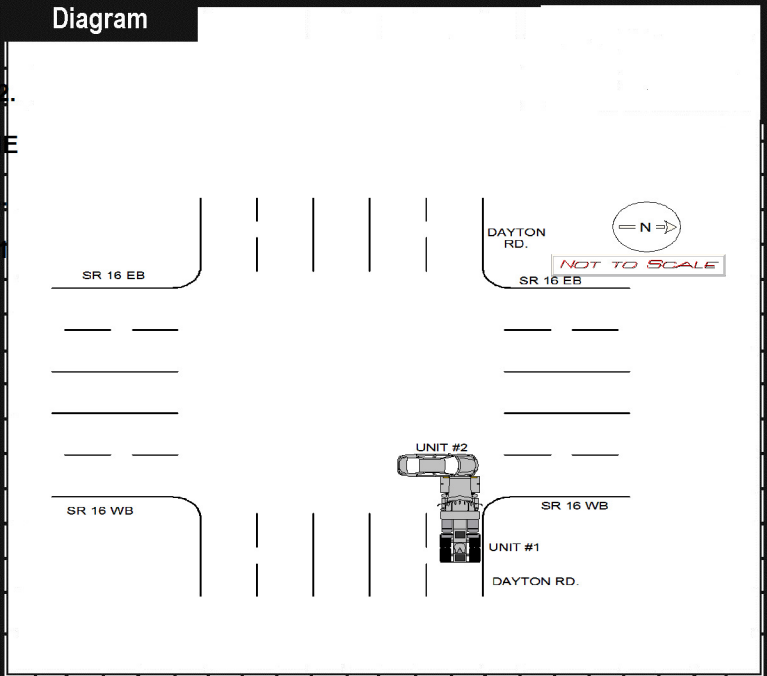 Diagram
2.
E
DAYTON
RD.
N
NOT TO SCALE
SR 16 EB
SR 16 EB
UNIT #2
SR 16 WB
SR 16 WB
UNIT #1
DAYTON RD.